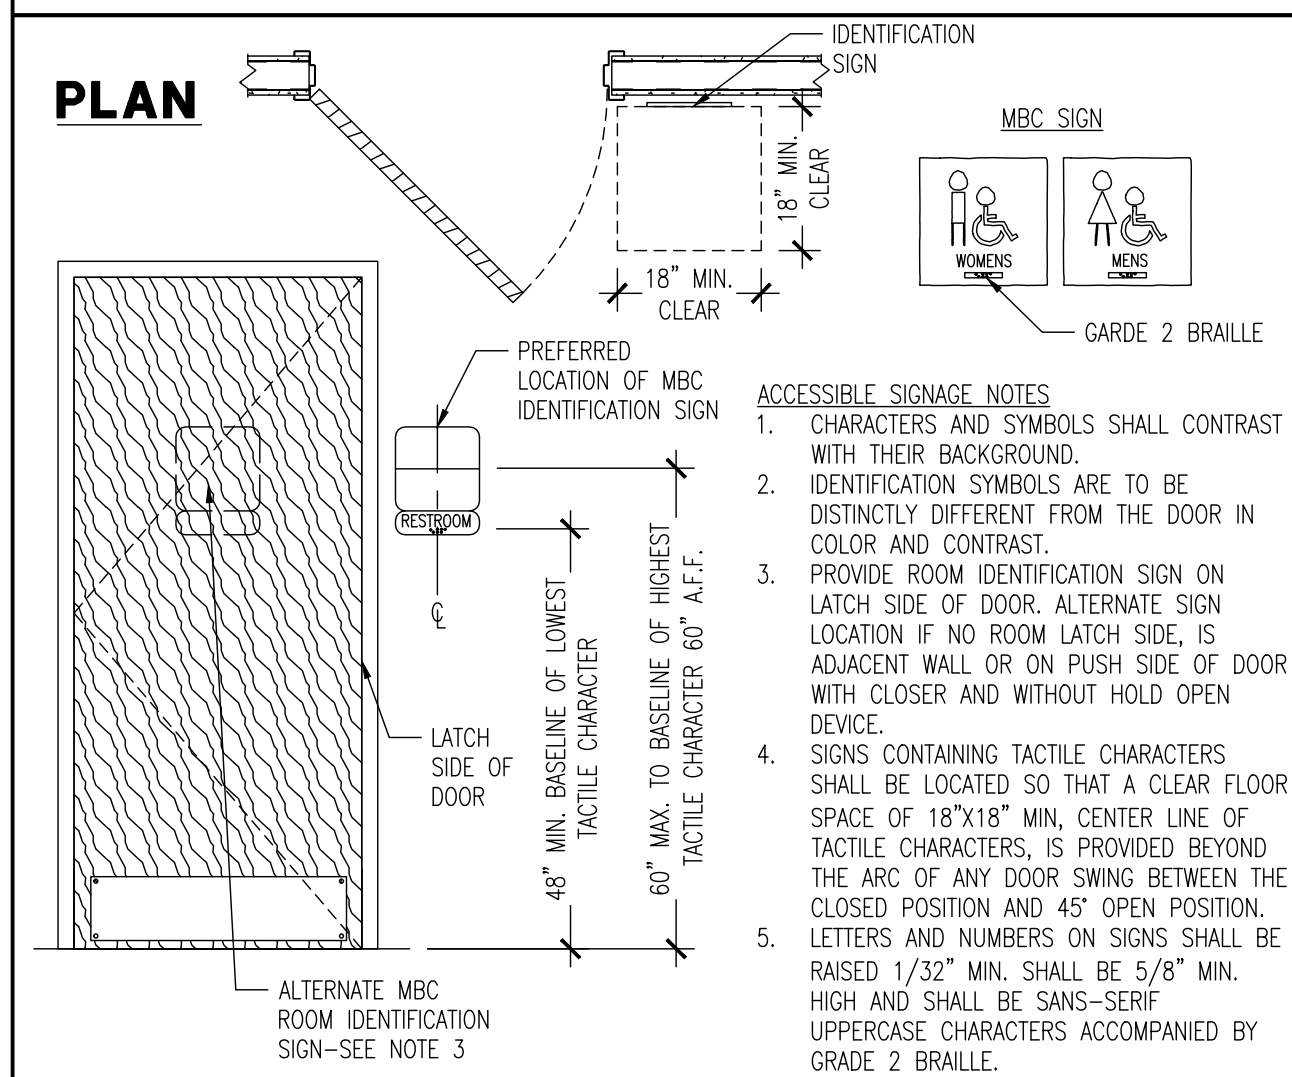 PLAN
IDENTIFICATION
SIGN
18" MIN.
CLEAR
18" MIN.
CLEAR
MBC SIGN
WOMENS
MENS
GARDE 2 BRAILLE
PREFERRED
LOCATION OF MBC
IDENTIFICATION SIGN
RESTROOM
℄
LATCH
SIDE OF
DOOR
48" MIN. BASELINE OF LOWEST
TACTILE CHARACTER
60" MAX. TO BASELINE OF HIGHEST
TACTILE CHARACTER 60" A.F.F.
ALTERNATE MBC
ROOM IDENTIFICATION
SIGN-SEE NOTE 3
ACCESSIBLE SIGNAGE NOTES
1. CHARACTERS AND SYMBOLS SHALL CONTRAST
WITH THEIR BACKGROUND.
2. IDENTIFICATION SYMBOLS ARE TO BE
DISTINCTLY DIFFERENT FROM THE DOOR IN
COLOR AND CONTRAST.
3. PROVIDE ROOM IDENTIFICATION SIGN ON
LATCH SIDE OF DOOR. ALTERNATE SIGN
LOCATION IF NO ROOM LATCH SIDE, IS
ADJACENT WALL OR ON PUSH SIDE OF DOOR
WITH CLOSER AND WITHOUT HOLD OPEN
DEVICE.
4. SIGNS CONTAINING TACTILE CHARACTERS
SHALL BE LOCATED SO THAT A CLEAR FLOOR
SPACE OF 18"X18" MIN, CENTER LINE OF
TACTILE CHARACTERS, IS PROVIDED BEYOND
THE ARC OF ANY DOOR SWING BETWEEN THE
CLOSED POSITION AND 45° OPEN POSITION.
5. LETTERS AND NUMBERS ON SIGNS SHALL BE
RAISED 1/32" MIN. SHALL BE 5/8" MIN.
HIGH AND SHALL BE SANS-SERIF
UPPERCASE CHARACTERS ACCOMPANIED BY
GRADE 2 BRAILLE.